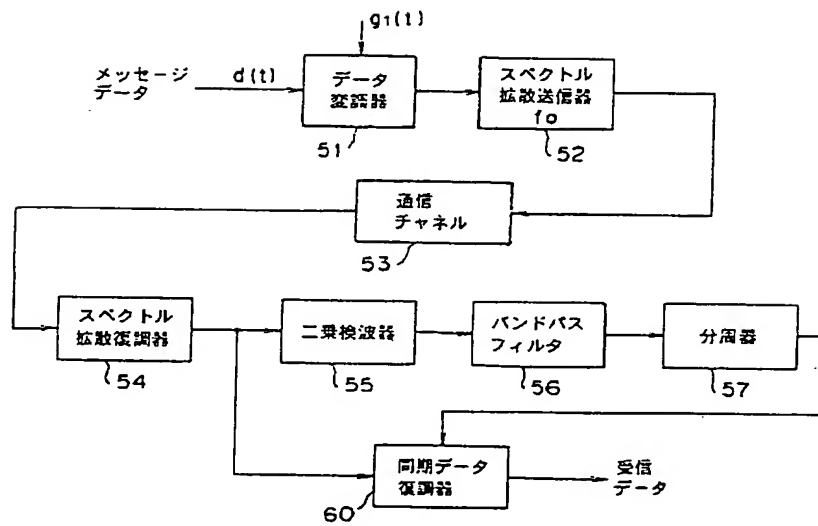 g1(t)
メッセージ
データ
d(t)
データ
変調器
51
スペクトル
拡散送信器
fo
52
通信
チャネル
53
スペクトル
拡散復調器
54
二乗検波器
55
バンドパス
フィルタ
56
分周器
57
同期データ
復調器
60
受信
データ